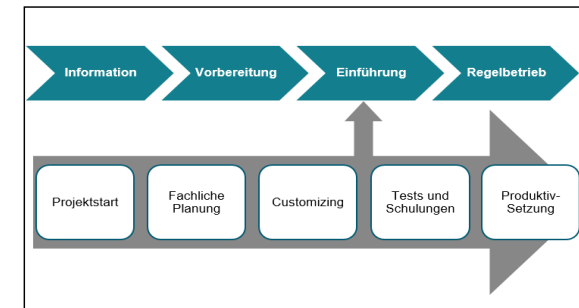 Information
Vorbereitung
Einführung
Regelbetrieb
Projektstart
Fachliche
Planung
Customizing
Tests und
Schulungen
Produktiv-
Setzung